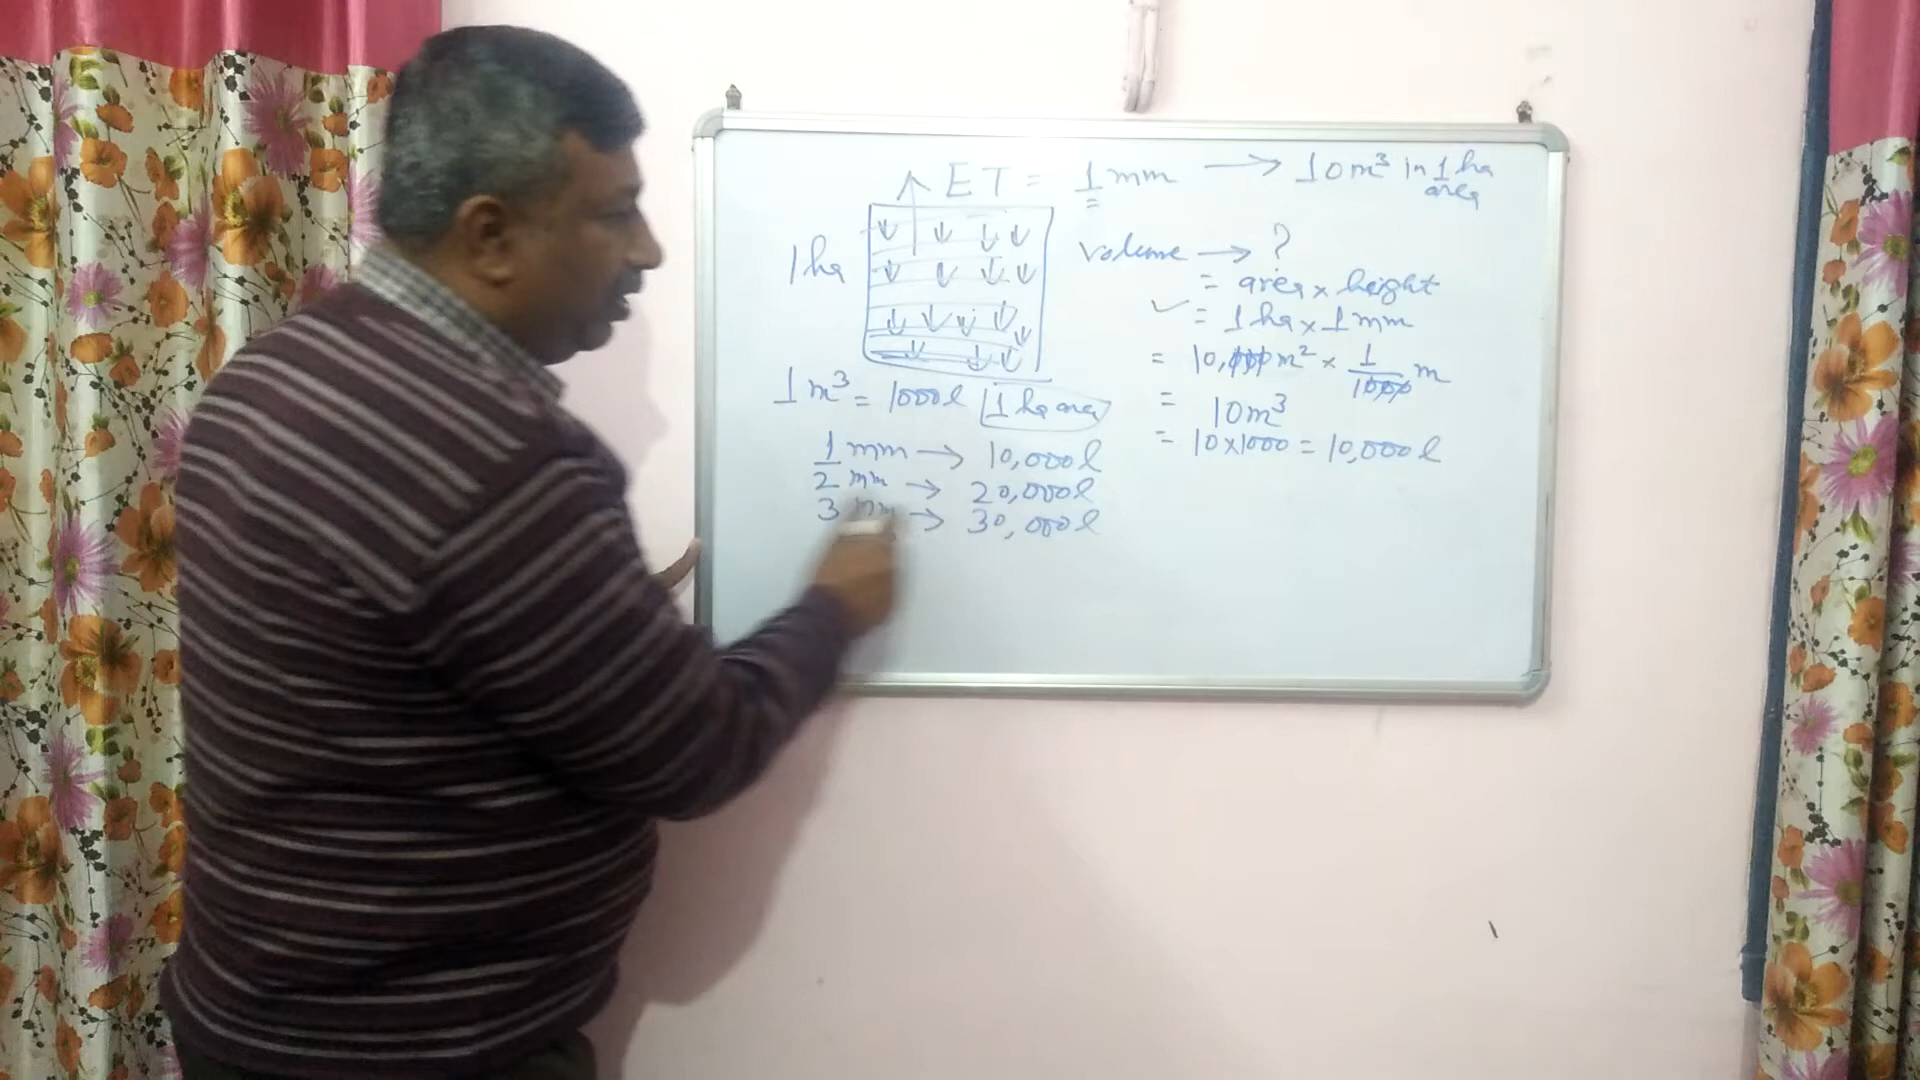 ET = 1 mm → 10 m³ in 1 ha area
1 ha
volume → ?
= area × height
= 1 ha × 1 mm
= 10,000 m² × 1/1000 m
= 10 m³
= 10×1000 = 10,000 l
1 m³ = 1000 l 1 ha area
1 mm → 10,000 l
2 mm → 20,000 l
3 mm → 30,000 l